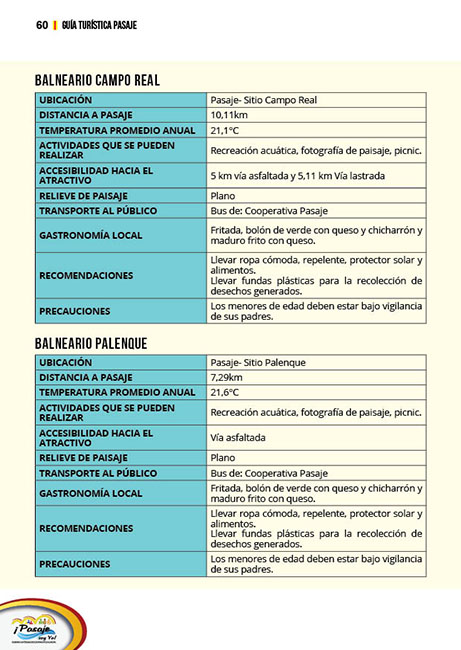 60 | GUÍA TURÍSTICA PASAJE
BALNEARIO CAMPO REAL
UBICACIÓN Pasaje- Sitio Campo Real
DISTANCIA A PASAJE 10,11km
TEMPERATURA PROMEDIO ANUAL 21,1°C
ACTIVIDADES QUE SE PUEDEN
REALIZAR
Recreación acuática, fotografía de paisaje, picnic.
ACCESIBILIDAD HACIA EL
ATRACTIVO
5 km vía asfaltada y 5,11 km Vía lastrada
RELIEVE DE PAISAJE Plano
TRANSPORTE AL PÚBLICO Bus de: Cooperativa Pasaje
GASTRONOMÍA LOCAL
Fritada, bolón de verde con queso y chicharrón y
maduro frito con queso.
RECOMENDACIONES
Llevar ropa cómoda, repelente, protector solar y
alimentos.
Llevar fundas plásticas para la recolección de
desechos generados.
PRECAUCIONES
Los menores de edad deben estar bajo vigilancia
de sus padres.
BALNEARIO PALENQUE
UBICACIÓN Pasaje- Sitio Palenque
DISTANCIA A PASAJE 7,29km
TEMPERATURA PROMEDIO ANUAL 21,6°C
ACTIVIDADES QUE SE PUEDEN
REALIZAR
Recreación acuática, fotografía de paisaje, picnic.
ACCESIBILIDAD HACIA EL
ATRACTIVO
Vía asfaltada
RELIEVE DE PAISAJE Plano
TRANSPORTE AL PÚBLICO Bus de: Cooperativa Pasaje
GASTRONOMÍA LOCAL
Fritada, bolón de verde con queso y chicharrón y
maduro frito con queso.
RECOMENDACIONES
Llevar ropa cómoda, repelente, protector solar y
alimentos.
Llevar fundas plásticas para la recolección de
desechos generados.
PRECAUCIONES
Los menores de edad deben estar bajo vigilancia
de sus padres.
¡Pasaje
soy Yo!